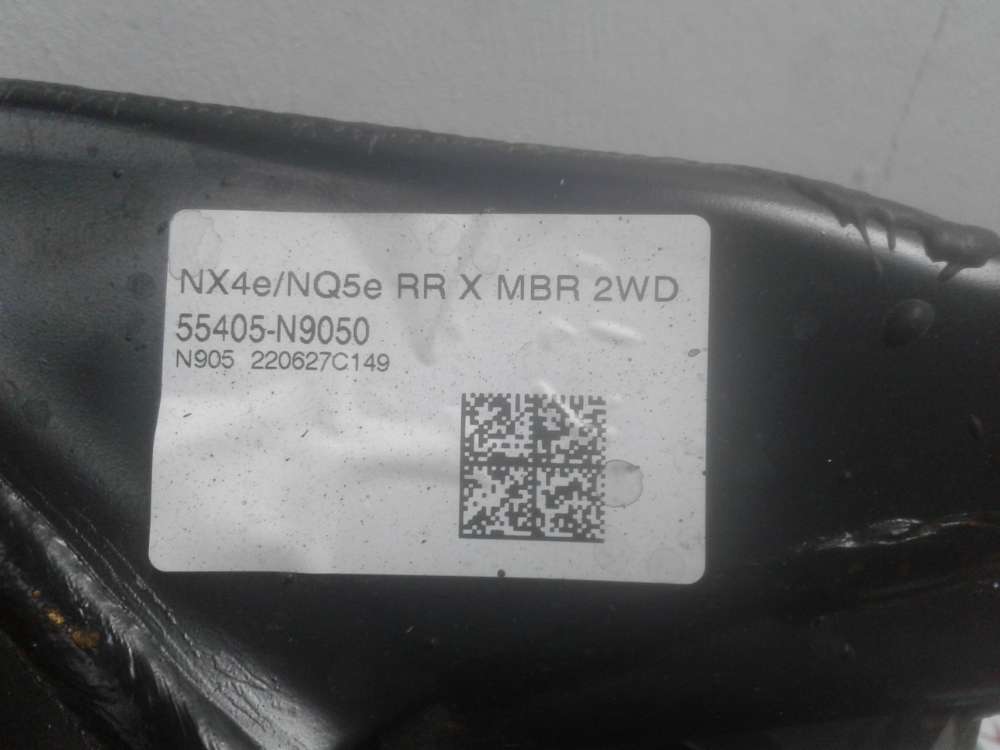 NX4e/NQ5e RR X MBR 2WD
55405-N9050
N905 220627C149